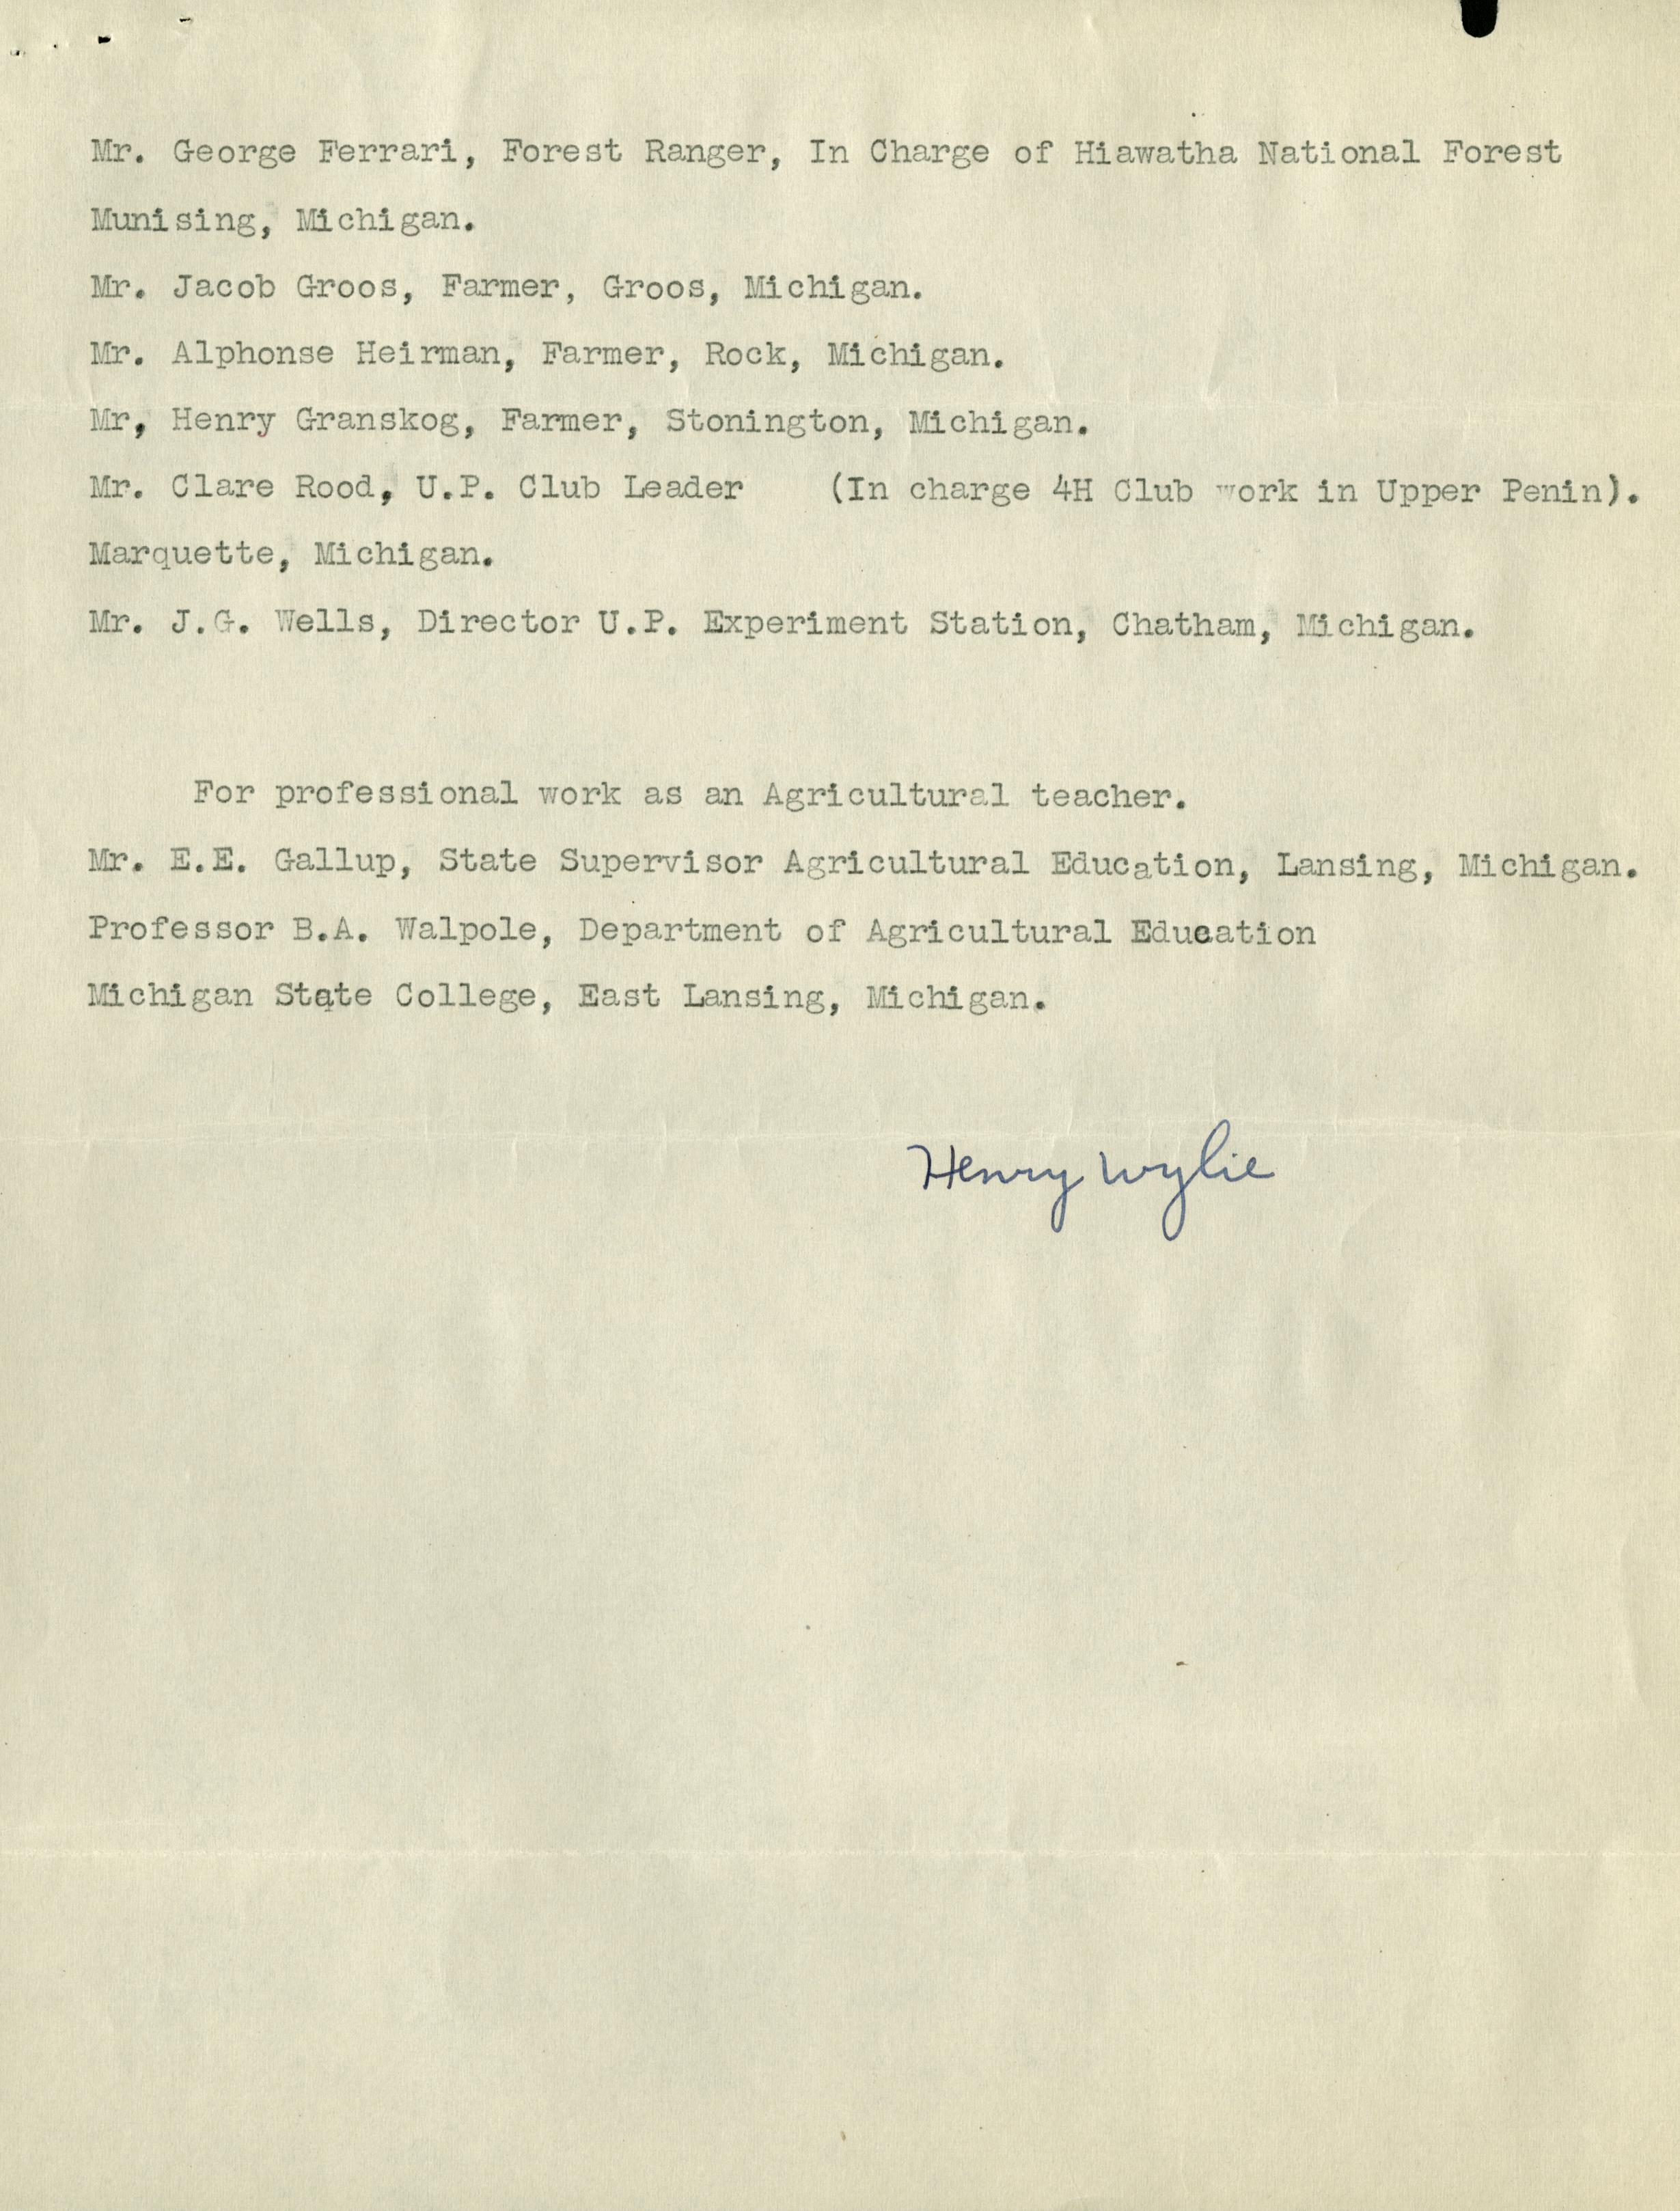 Mr. George Ferrari, Forest Ranger, In Charge of Hiawatha National Forest
Munising, Michigan.
Mr. Jacob Groos, Farmer, Groos, Michigan.
Mr. Alphonse Heirman, Farmer, Rock, Michigan.
Mr, Henry Granskog, Farmer, Stonington, Michigan.
Mr. Clare Rood, U.P. Club Leader (In charge 4H Club work in Upper Penin).
Marquette, Michigan.
Mr. J.G. Wells, Director U.P. Experiment Station, Chatham, Michigan.
For professional work as an Agricultural teacher.
Mr. E.E. Gallup, State Supervisor Agricultural Education, Lansing, Michigan.
Professor B.A. Walpole, Department of Agricultural Education
Michigan State College, East Lansing, Michigan.
Henry Wylie